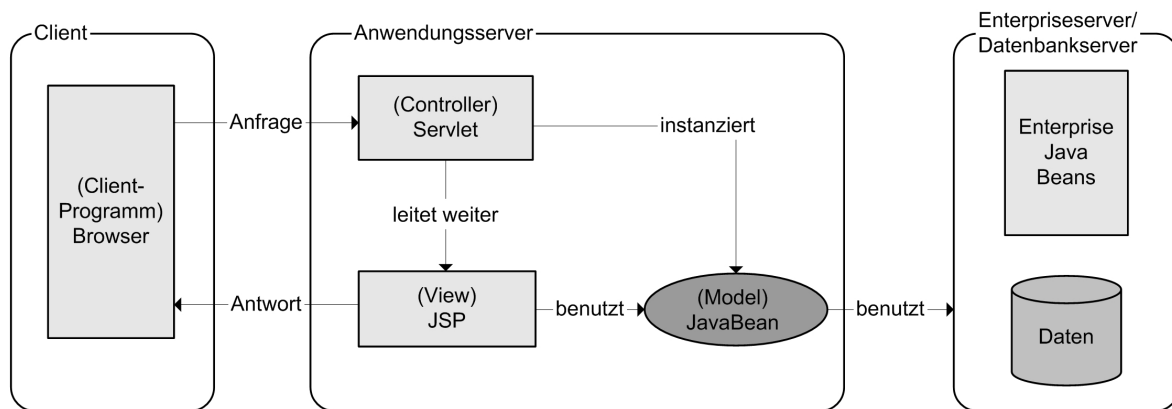 Client
Anwendungsserver
Enterpriseserver/
Datenbankserver
(Client-
Programm)
Browser
Anfrage
(Controller)
Servlet
instanziert
leitet weiter
Antwort
(View)
JSP
benutzt
(Model)
JavaBean
benutzt
Enterprise
Java
Beans
Daten